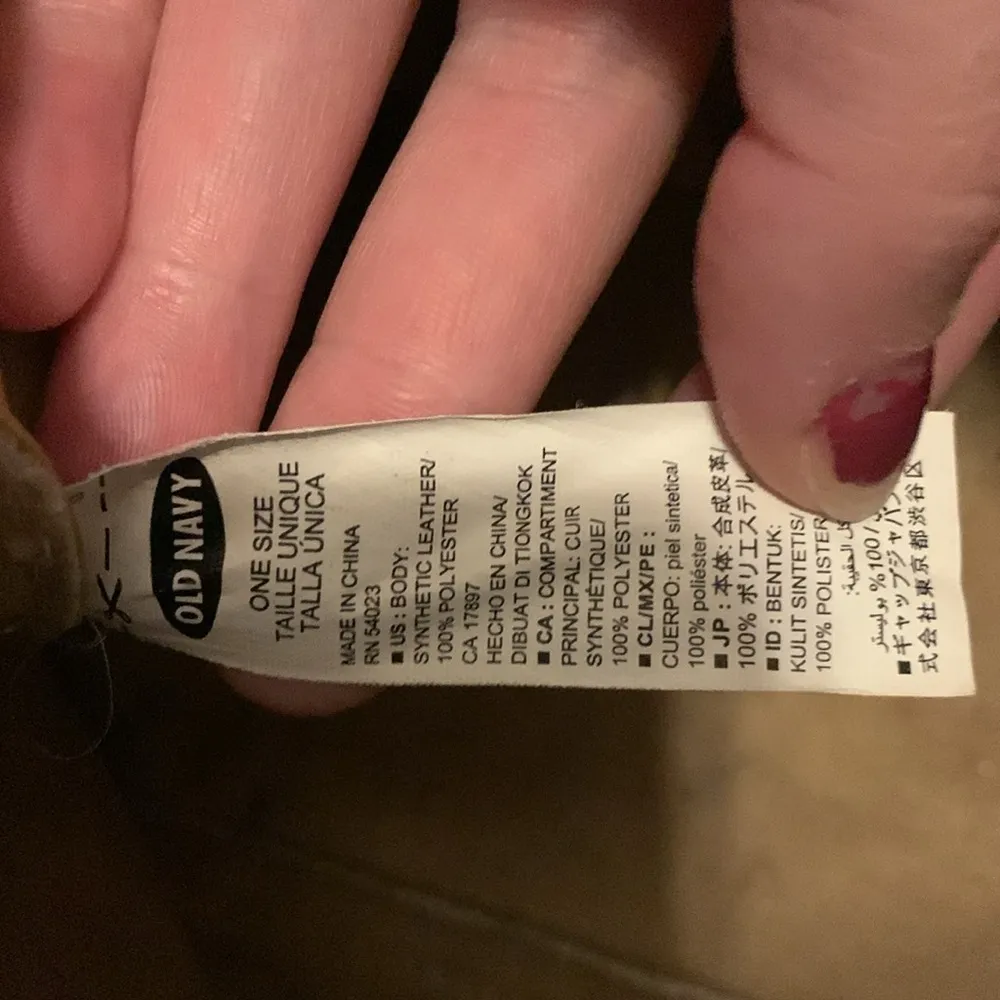 OLD NAVY
ONE SIZE
TAILLE UNIQUE
TALLA ÚNICA
MADE IN CHINA
RN 54023
■ US : BODY:
SYNTHETIC LEATHER/
100% POLYESTER
CA 17897
HECHO EN CHINA/
DIBUAT DI TIONGKOK
■ CA : COMPARTIMENT
PRINCIPAL: CUIR
SYNTHÉTIQUE/
100% POLYESTER
■ CL/MX/PE :
CUERPO: piel sintetica/
100% poliéster
■ JP : 本体: 合成皮革/
100% ポリエステル
■ ID : BENTUK:
KULIT SINTETIS/
100% POLISTER
الحقيبة:
100% بوليستر
■ ギャップジャパン
式会社東京都渋谷区